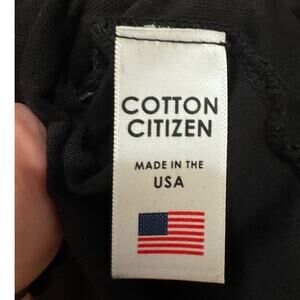 COTTON
CITIZEN
MADE IN THE
USA